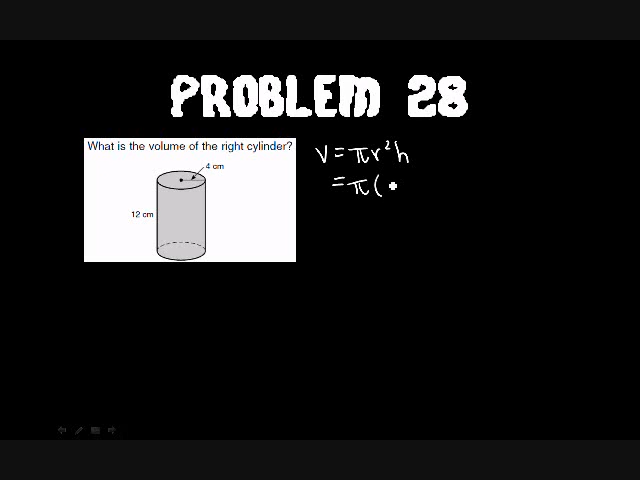 PROBLEM 28
What is the volume of the right cylinder?
4 cm
12 cm
V = πr²h
= π(